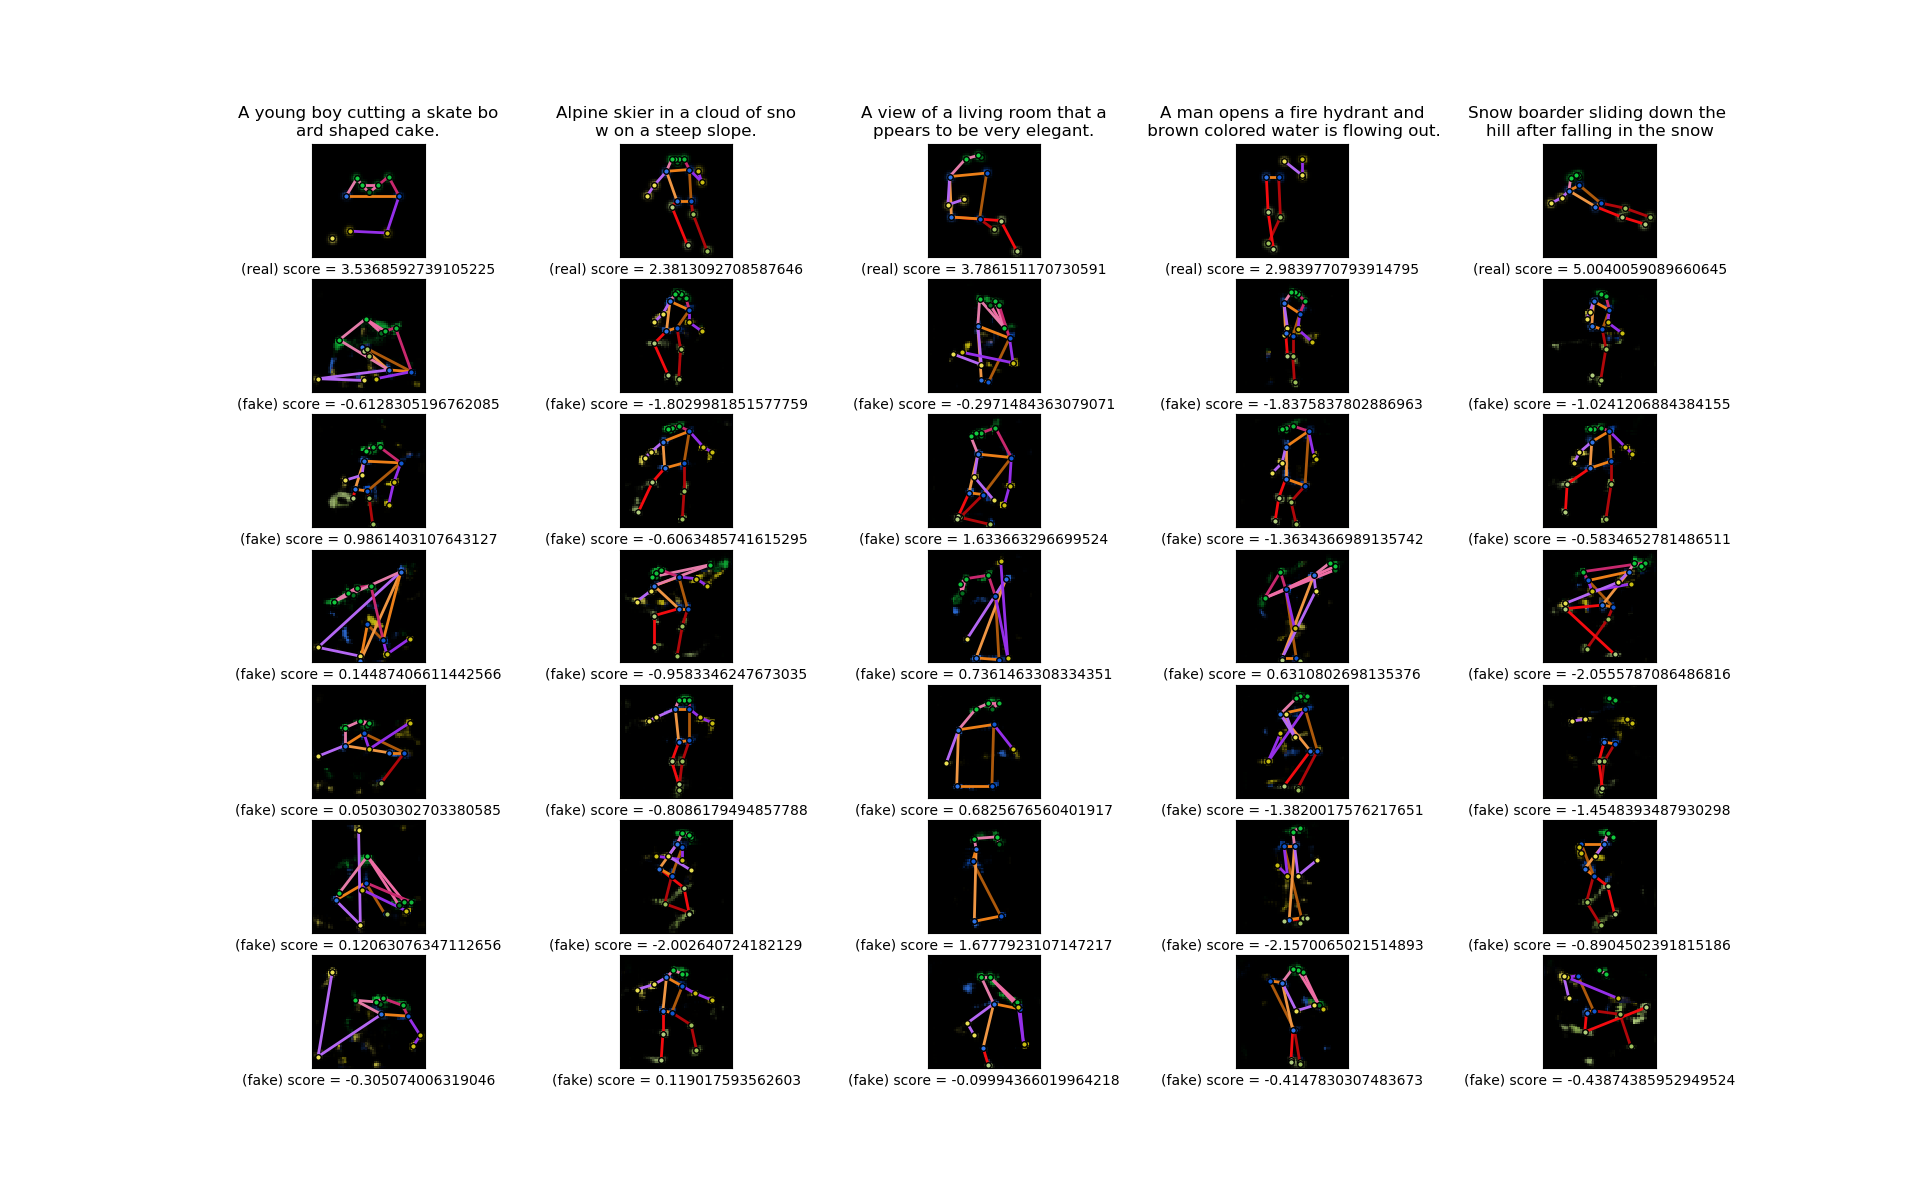 A young boy cutting a skate bo
ard shaped cake.
Alpine skier in a cloud of sno
w on a steep slope.
A view of a living room that a
ppears to be very elegant.
A man opens a fire hydrant and
brown colored water is flowing out.
Snow boarder sliding down the
hill after falling in the snow
(real) score = 3.5368592739105225
(real) score = 2.3813092708587646
(real) score = 3.786151170730591
(real) score = 2.9839770793914795
(real) score = 5.0040059089660645
(fake) score = -0.6128305196762085
(fake) score = -1.8029981851577759
(fake) score = -0.2971484363079071
(fake) score = -1.8375837802886963
(fake) score = -1.0241206884384155
(fake) score = 0.9861403107643127
(fake) score = -0.6063485741615295
(fake) score = 1.633663296699524
(fake) score = -1.3634366989135742
(fake) score = -0.5834652781486511
(fake) score = 0.14487406611442566
(fake) score = -0.9583346247673035
(fake) score = 0.7361463308334351
(fake) score = 0.6310802698135376
(fake) score = -2.0555787086486816
(fake) score = 0.05030302703380585
(fake) score = -0.8086179494857788
(fake) score = 0.6825676560401917
(fake) score = -1.3820017576217651
(fake) score = -1.4548393487930298
(fake) score = 0.12063076347112656
(fake) score = -2.002640724182129
(fake) score = 1.6777923107147217
(fake) score = -2.1570065021514893
(fake) score = -0.8904502391815186
(fake) score = -0.305074006319046
(fake) score = 0.119017593562603
(fake) score = -0.09994366019964218
(fake) score = -0.4147830307483673
(fake) score = -0.43874385952949524